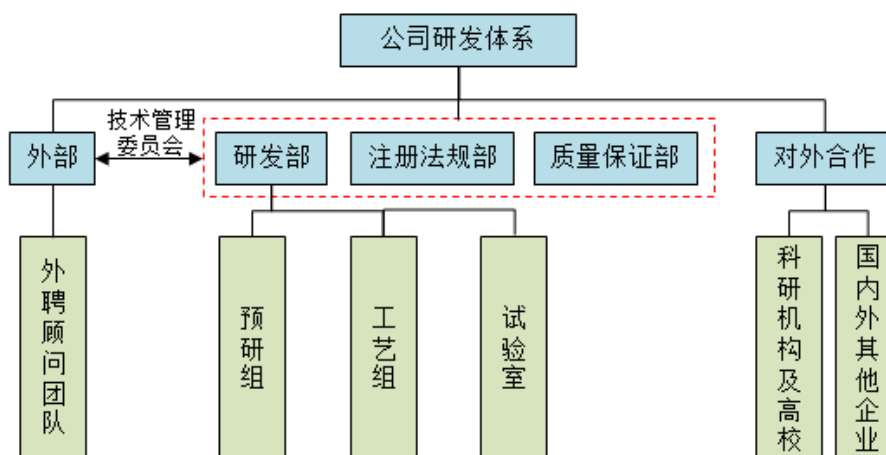 公司研发体系
技术管理
委员会
外部
研发部
注册法规部
质量保证部
对外合作
外聘顾问团队
预研组
工艺组
试验室
科研机构及高校
国内外其他企业